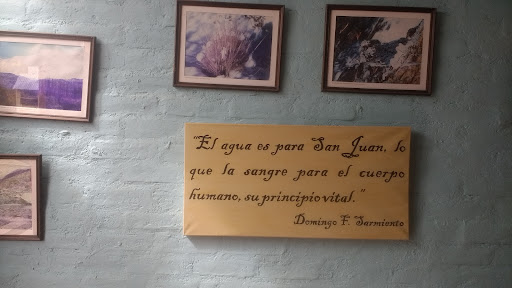 "El agua es para San Juan, lo
que la sangre para el cuerpo
humano, su principio vital."
Domingo F. Sarmiento